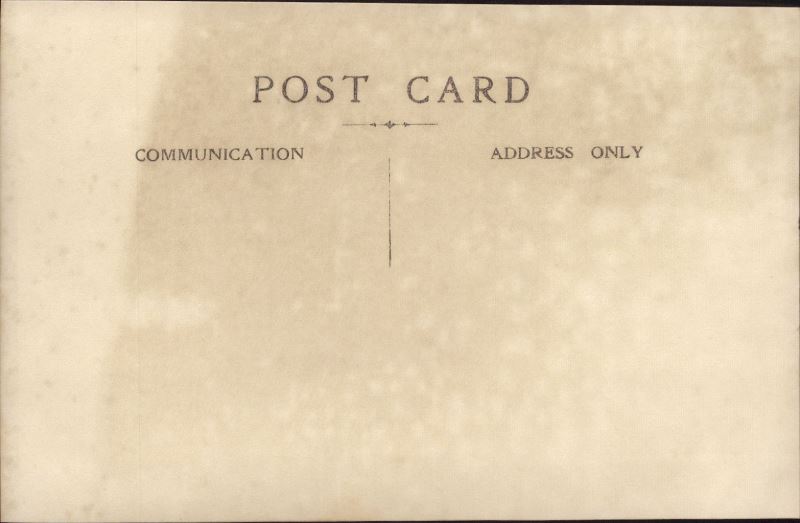 POST CARD
COMMUNICATION
ADDRESS ONLY